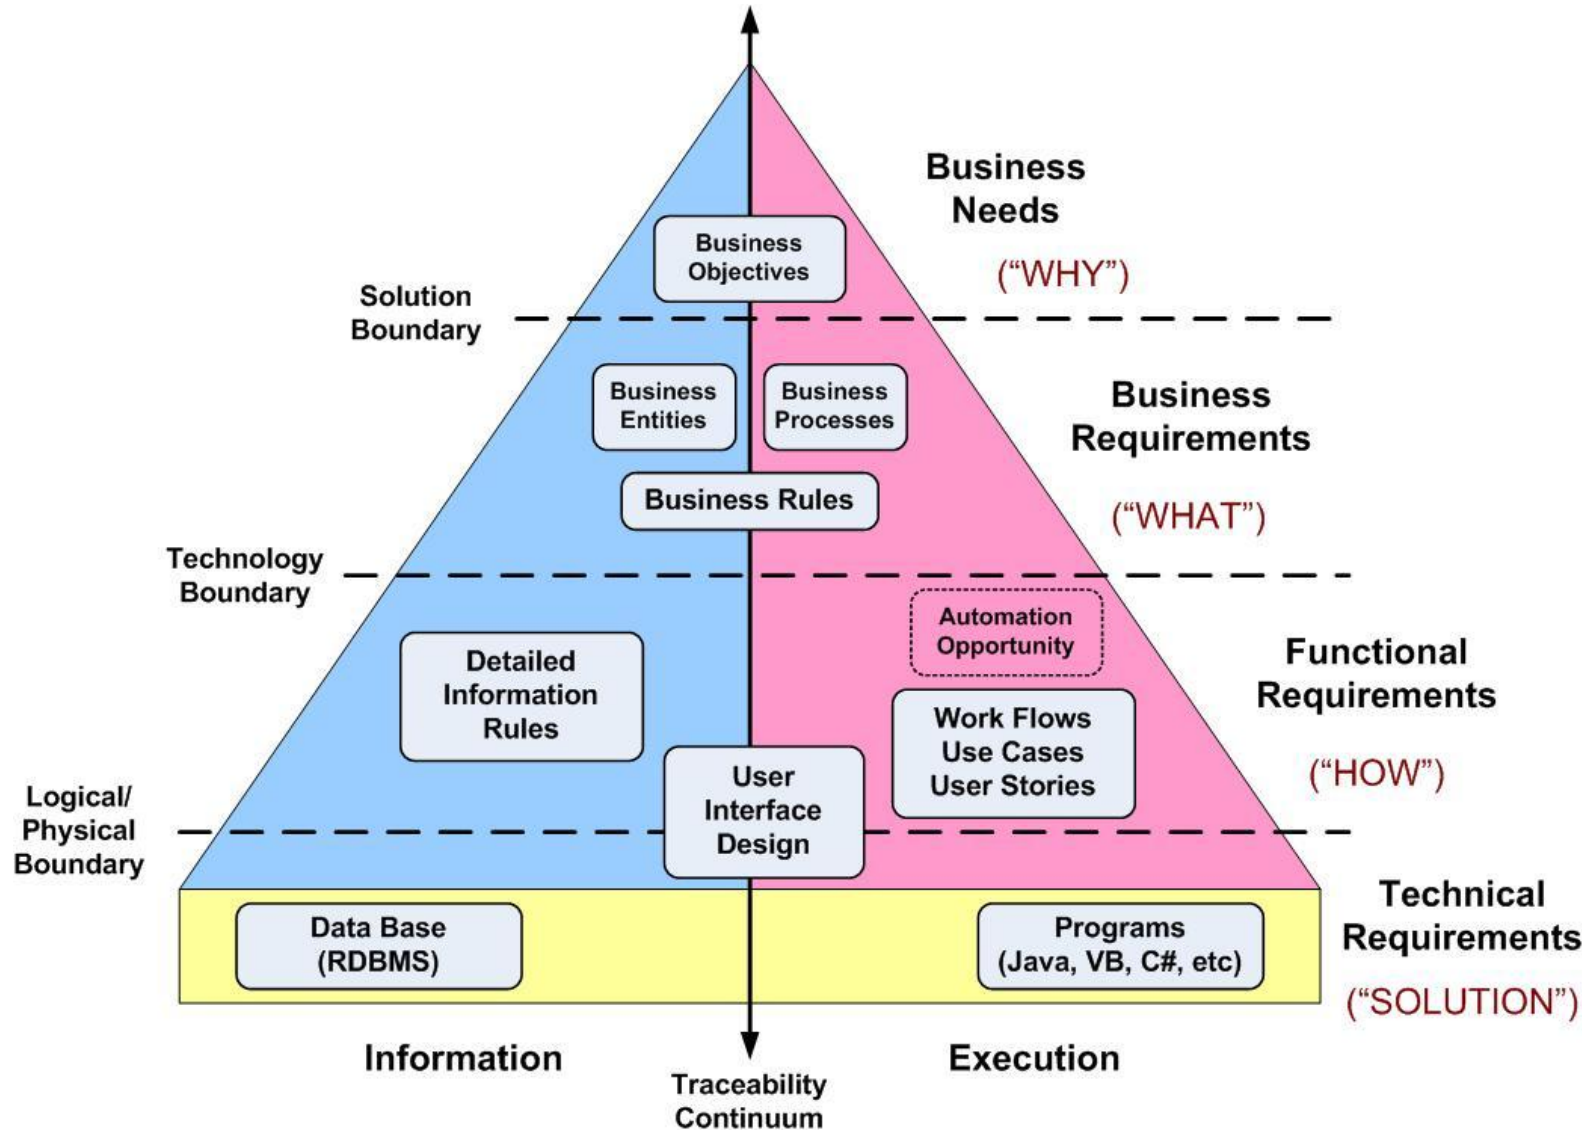 Business
Needs
(“WHY”)
Business
Objectives
Solution
Boundary
Business
Entities
Business
Processes
Business
Requirements
Business Rules
(“WHAT”)
Technology
Boundary
Automation
Opportunity
Detailed
Information
Rules
Functional
Requirements
Work Flows
Use Cases
User Stories
(“HOW”)
User
Interface
Design
Logical/
Physical
Boundary
Technical
Requirements
Data Base
(RDBMS)
Programs
(Java, VB, C#, etc)
(“SOLUTION”)
Information
Execution
Traceability
Continuum